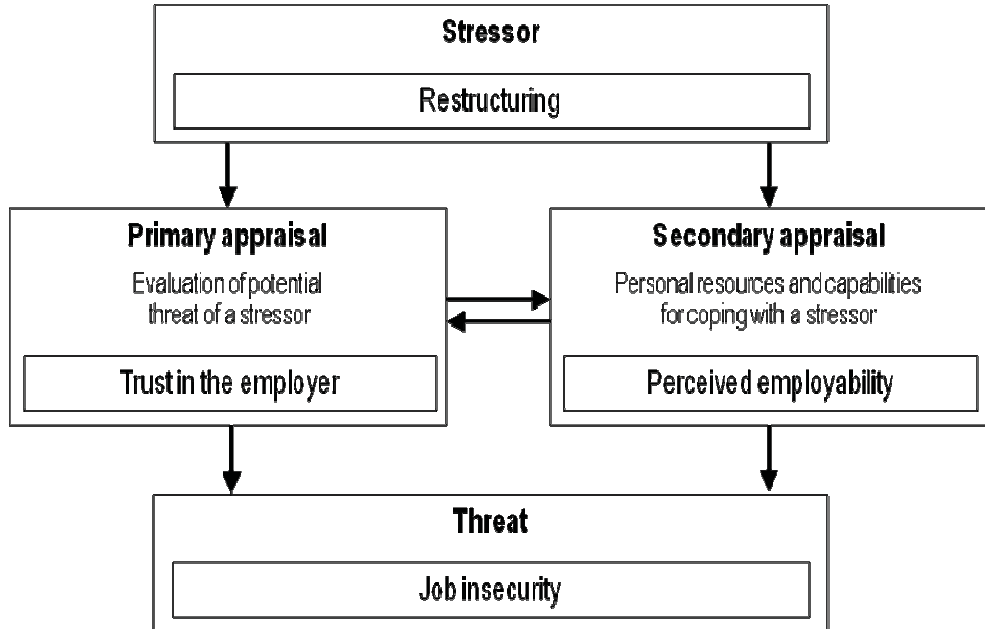 Stressor
Restructuring
Primary appraisal
Evaluation of potential
threat of a stressor
Trust in the employer
Secondary appraisal
Personal resources and capabilities
for coping with a stressor
Perceived employability
Threat
Job insecurity